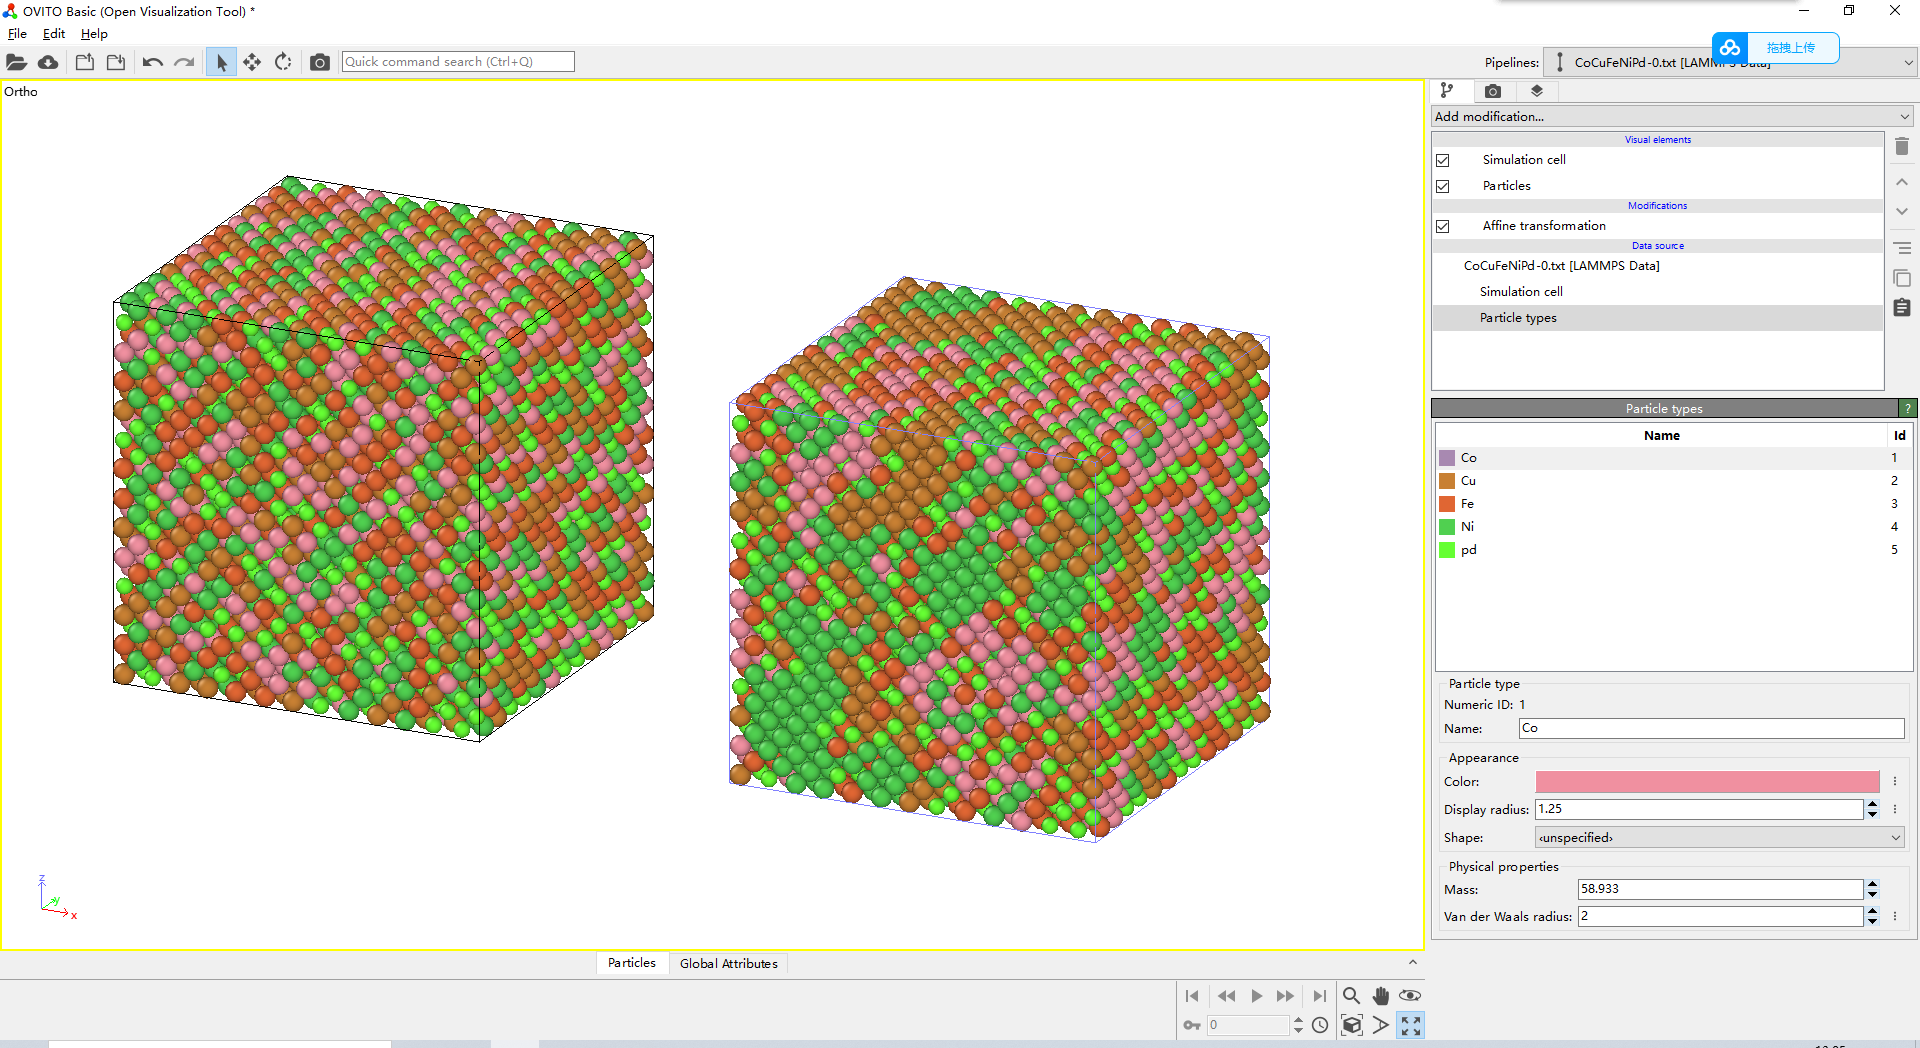 OVITO Basic (Open Visualization Tool) *
File Edit Help
Quick command search (Ctrl+Q)
Pipelines: CoCuFeNiPd-0.txt [LAMMPS Data]
拖拽上传
Ortho
Add modification...
Visual elements
Simulation cell
Particles
Modifications
Affine transformation
Data source
CoCuFeNiPd-0.txt [LAMMPS Data]
Simulation cell
Particle types
Particle types ?
Name Id
Co 1
Cu 2
Fe 3
Ni 4
pd 5
Particle type
Numeric ID: 1
Name: Co
Appearance
Color:
Display radius: 1.25
Shape: ‹unspecified›
Physical properties
Mass: 58.933
Van der Waals radius: 2
z
y
x
Particles Global Attributes
0